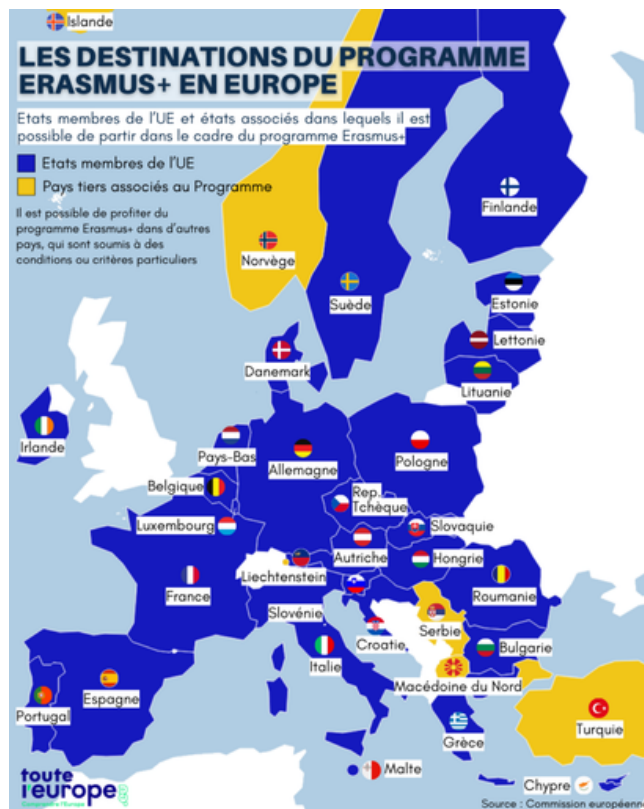 Islande
LES DESTINATIONS DU PROGRAMME
ERASMUS+ EN EUROPE
Etats membres de l'UE et états associés dans lequels il est
possible de partir dans le cadre du programme Erasmus+
Etats membres de l'UE
Pays tiers associés au Programme
Il est possible de profiter du
programme Erasmus+ dans d'autres
pays, qui sont soumis à des
conditions ou critères particuliers
Finlande
Norvège
Suède
Estonie
Lettonie
Danemark
Lituanie
Irlande
Pays-Bas
Allemagne
Pologne
Belgique
Rep.
Tchèque
Luxembourg
Slovaquie
Autriche
Hongrie
Liechtenstein
France
Roumanie
Slovénie
Croatie
Serbie
Bulgarie
Italie
Espagne
Macédoine du Nord
Portugal
Turquie
Grèce
Malte
Chypre
toute
l'europe
Comprendre l'Europe
Source : Commission européenn